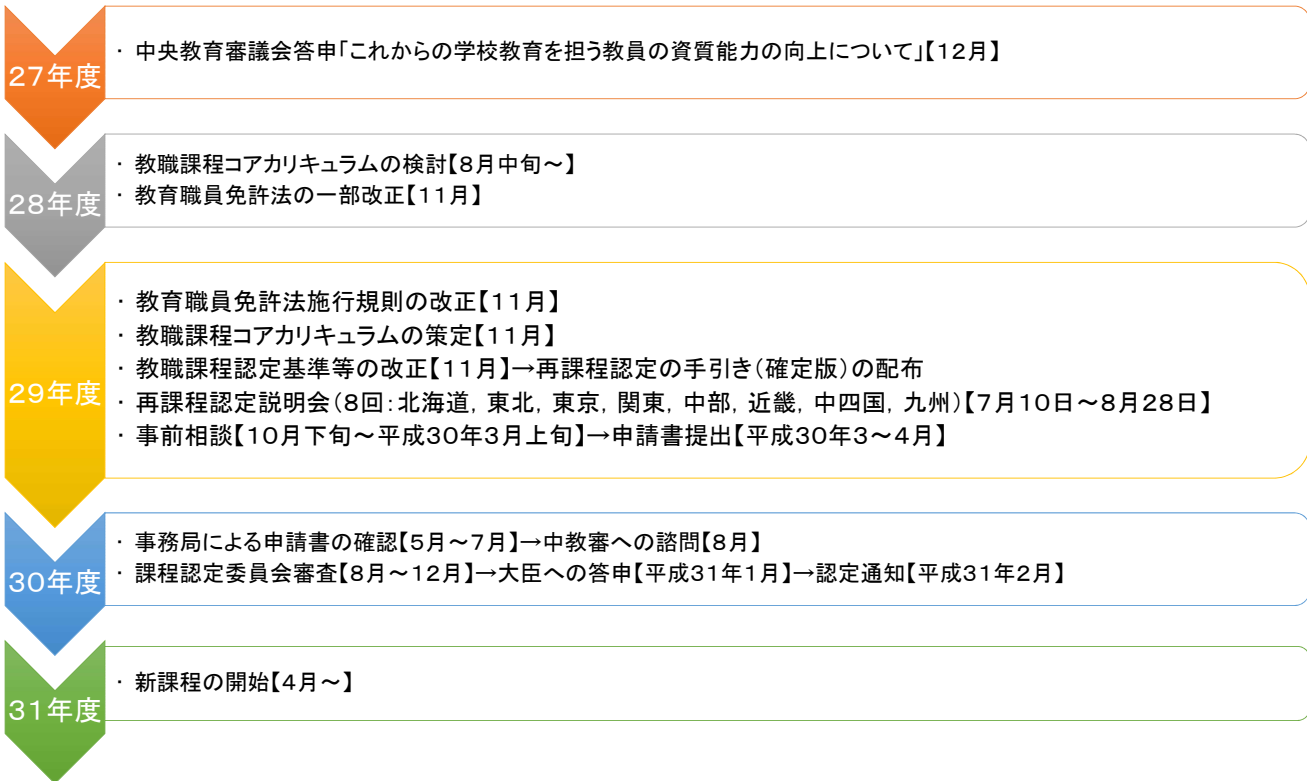 27年度
・ 中央教育審議会答申「これからの学校教育を担う教員の資質能力の向上について」【12月】
28年度
・ 教職課程コアカリキュラムの検討【8月中旬～】
・ 教育職員免許法の一部改正【11月】
29年度
・ 教育職員免許法施行規則の改正【11月】
・ 教職課程コアカリキュラムの策定【11月】
・ 教職課程認定基準等の改正【11月】→再課程認定の手引き(確定版)の配布
・ 再課程認定説明会(8回:北海道, 東北, 東京, 関東, 中部, 近畿, 中四国, 九州)【7月10日～8月28日】
・ 事前相談【10月下旬～平成30年3月上旬】→申請書提出【平成30年3～4月】
30年度
・ 事務局による申請書の確認【5月～7月】→中教審への諮問【8月】
・ 課程認定委員会審査【8月～12月】→大臣への答申【平成31年1月】→認定通知【平成31年2月】
31年度
・ 新課程の開始【4月～】